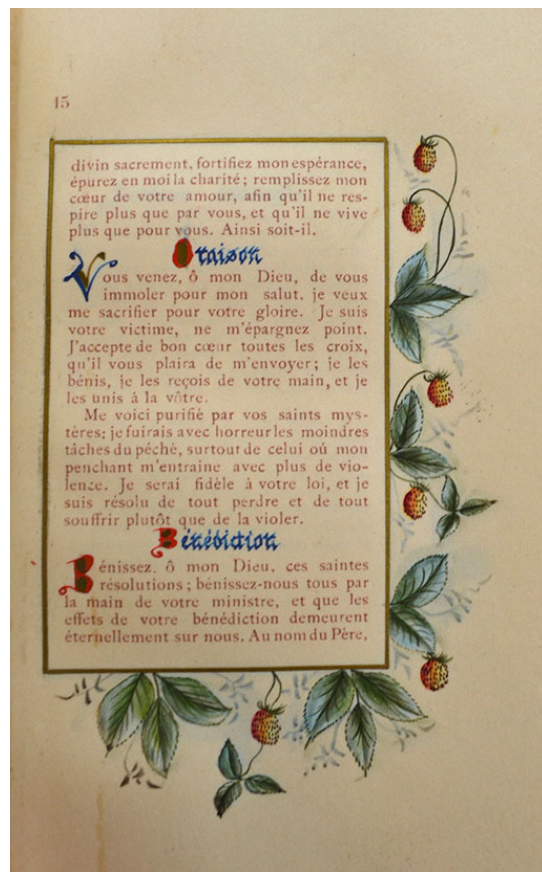 15
divin sacrement, fortifiez mon espérance,
épurez en moi la charité ; remplissez mon
cœur de votre amour, afin qu'il ne res-
pire plus que par vous, et qu'il ne vive
plus que pour vous. Ainsi soit-il.
Oraison
Vous venez, ô mon Dieu, de vous
immoler pour mon salut, je veux
me sacrifier pour votre gloire. Je suis
votre victime, ne m'épargnez point.
J'accepte de bon cœur toutes les croix,
qu'il vous plaira de m'envoyer ; je les
bénis, je les reçois de votre main, et je
les unis à la vôtre.
Me voici purifié par vos saints mys-
tères : je fuirais avec horreur les moindres
tâches du péché, surtout de celui où mon
penchant m'entraine avec plus de vio-
lence. Je serai fidèle à votre loi, et je
suis résolu de tout perdre et de tout
souffrir plutôt que de la violer.
Bénédiction
Bénissez, ô mon Dieu, ces saintes
résolutions ; bénissez-nous tous par
la main de votre ministre, et que les
effets de votre bénédiction demeurent
éternellement sur nous. Au nom du Père,